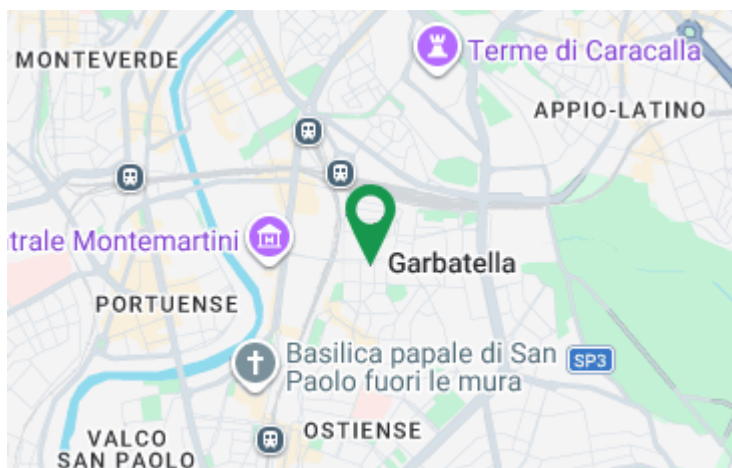 MONTEVERDE
Terme di Caracalla
APPIO-LATINO
trale Montemartini
Garbatella
PORTUENSE
Basilica papale di San
Paolo fuori le mura
SP3
OSTIENSE
VALCO
SAN PAOLO